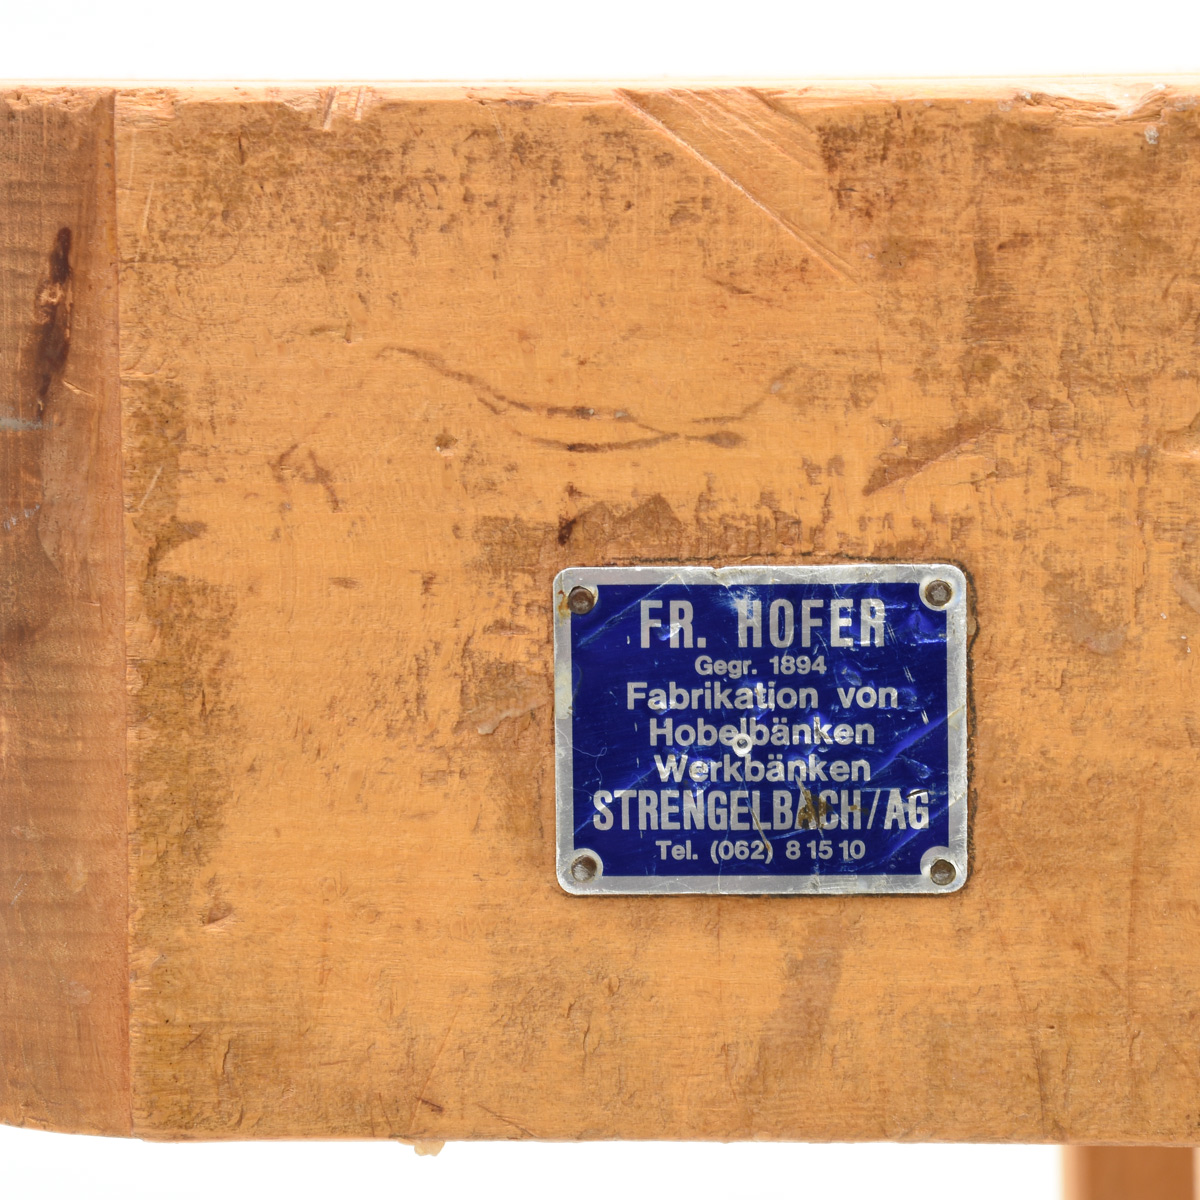 FR. HOFER
Gegr. 1894
Fabrikation von
Hobelbänken
Werkbänken
STRENGELBACH/AG
Tel. (062) 8 15 10